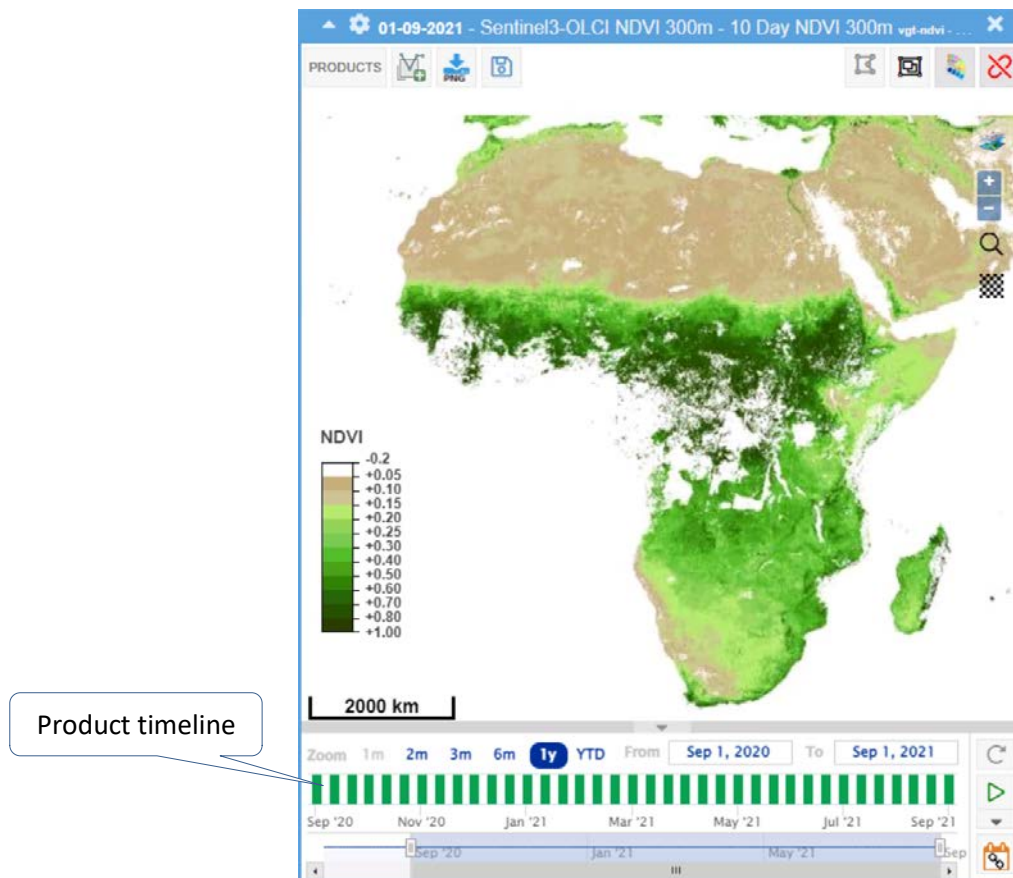 01-09-2021 - Sentinel3-OLCI NDVI 300m - 10 Day NDVI 300m vgt-ndvi - ...
PRODUCTS
PNG
NDVI
-0.2
+0.05
+0.10
+0.15
+0.20
+0.25
+0.30
+0.40
+0.50
+0.60
+0.70
+0.80
+1.00
2000 km
Product timeline
Zoom 1m 2m 3m 6m 1y YTD From Sep 1, 2020 To Sep 1, 2021
Sep '20 Nov '20 Jan '21 Mar '21 May '21 Jul '21 Sep '21
Sep '20 Jan '21 May '21 Sep